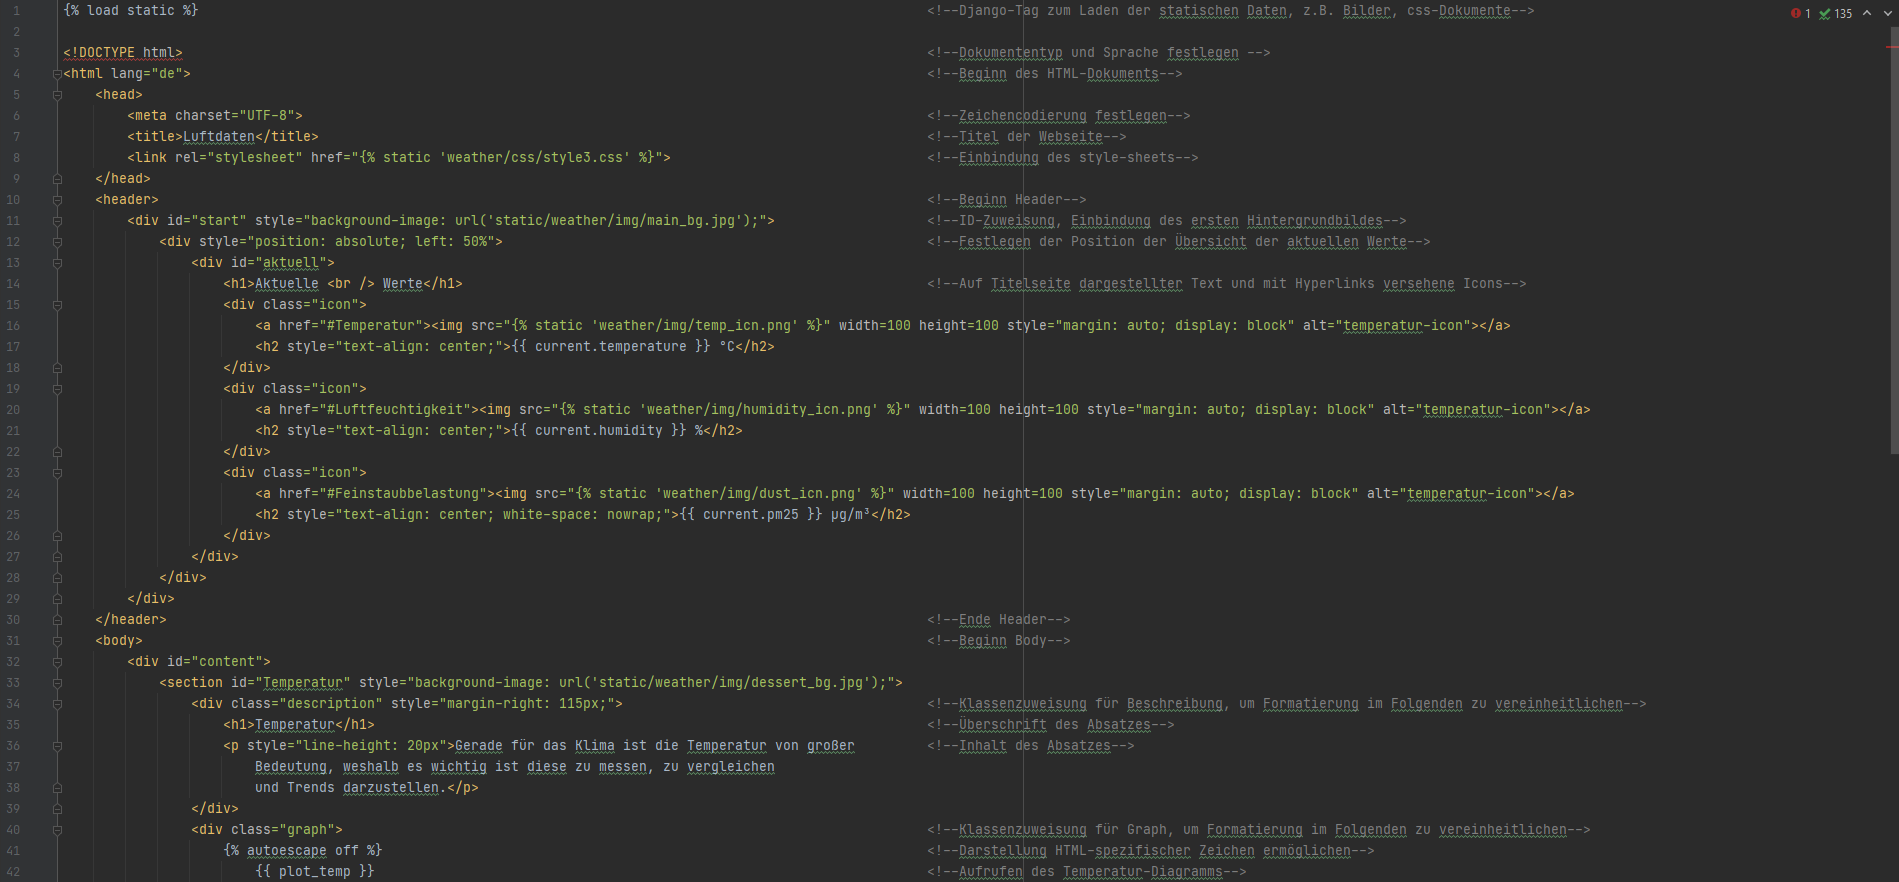 1 {% load static %} <!--Django-Tag zum Laden der statischen Daten, z.B. Bilder, css-Dokumente--> 1 135
2
3 <!DOCTYPE html> <!--Dokumententyp und Sprache festlegen -->
4 <html lang="de"> <!--Beginn des HTML-Dokuments-->
5 <head>
6 <meta charset="UTF-8"> <!--Zeichencodierung festlegen-->
7 <title>Luftdaten</title> <!--Titel der Webseite-->
8 <link rel="stylesheet" href="{% static 'weather/css/style3.css' %}"> <!--Einbindung des style-sheets-->
9 </head>
10 <header> <!--Beginn Header-->
11 <div id="start" style="background-image: url('static/weather/img/main_bg.jpg');"> <!--ID-Zuweisung, Einbindung des ersten Hintergrundbildes-->
12 <div style="position: absolute; left: 50%"> <!--Festlegen der Position der Übersicht der aktuellen Werte-->
13 <div id="aktuell">
14 <h1>Aktuelle <br /> Werte</h1> <!--Auf Titelseite dargestellter Text und mit Hyperlinks versehene Icons-->
15 <div class="icon">
16 <a href="#Temperatur"><img src="{% static 'weather/img/temp_icn.png' %}" width=100 height=100 style="margin: auto; display: block" alt="temperatur-icon"></a>
17 <h2 style="text-align: center;">{{ current.temperature }} °C</h2>
18 </div>
19 <div class="icon">
20 <a href="#Luftfeuchtigkeit"><img src="{% static 'weather/img/humidity_icn.png' %}" width=100 height=100 style="margin: auto; display: block" alt="temperatur-icon"></a>
21 <h2 style="text-align: center;">{{ current.humidity }} %</h2>
22 </div>
23 <div class="icon">
24 <a href="#Feinstaubbelastung"><img src="{% static 'weather/img/dust_icn.png' %}" width=100 height=100 style="margin: auto; display: block" alt="temperatur-icon"></a>
25 <h2 style="text-align: center; white-space: nowrap;">{{ current.pm25 }} µg/m³</h2>
26 </div>
27 </div>
28 </div>
29 </div>
30 </header> <!--Ende Header-->
31 <body> <!--Beginn Body-->
32 <div id="content">
33 <section id="Temperatur" style="background-image: url('static/weather/img/dessert_bg.jpg');">
34 <div class="description" style="margin-right: 115px;"> <!--Klassenzuweisung für Beschreibung, um Formatierung im Folgenden zu vereinheitlichen-->
35 <h1>Temperatur</h1> <!--Überschrift des Absatzes-->
36 <p style="line-height: 20px">Gerade für das Klima ist die Temperatur von großer <!--Inhalt des Absatzes-->
37 Bedeutung, weshalb es wichtig ist diese zu messen, zu vergleichen
38 und Trends darzustellen.</p>
39 </div>
40 <div class="graph"> <!--Klassenzuweisung für Graph, um Formatierung im Folgenden zu vereinheitlichen-->
41 {% autoescape off %} <!--Darstellung HTML-spezifischer Zeichen ermöglichen-->
42 {{ plot_temp }} <!--Aufrufen des Temperatur-Diagramms-->